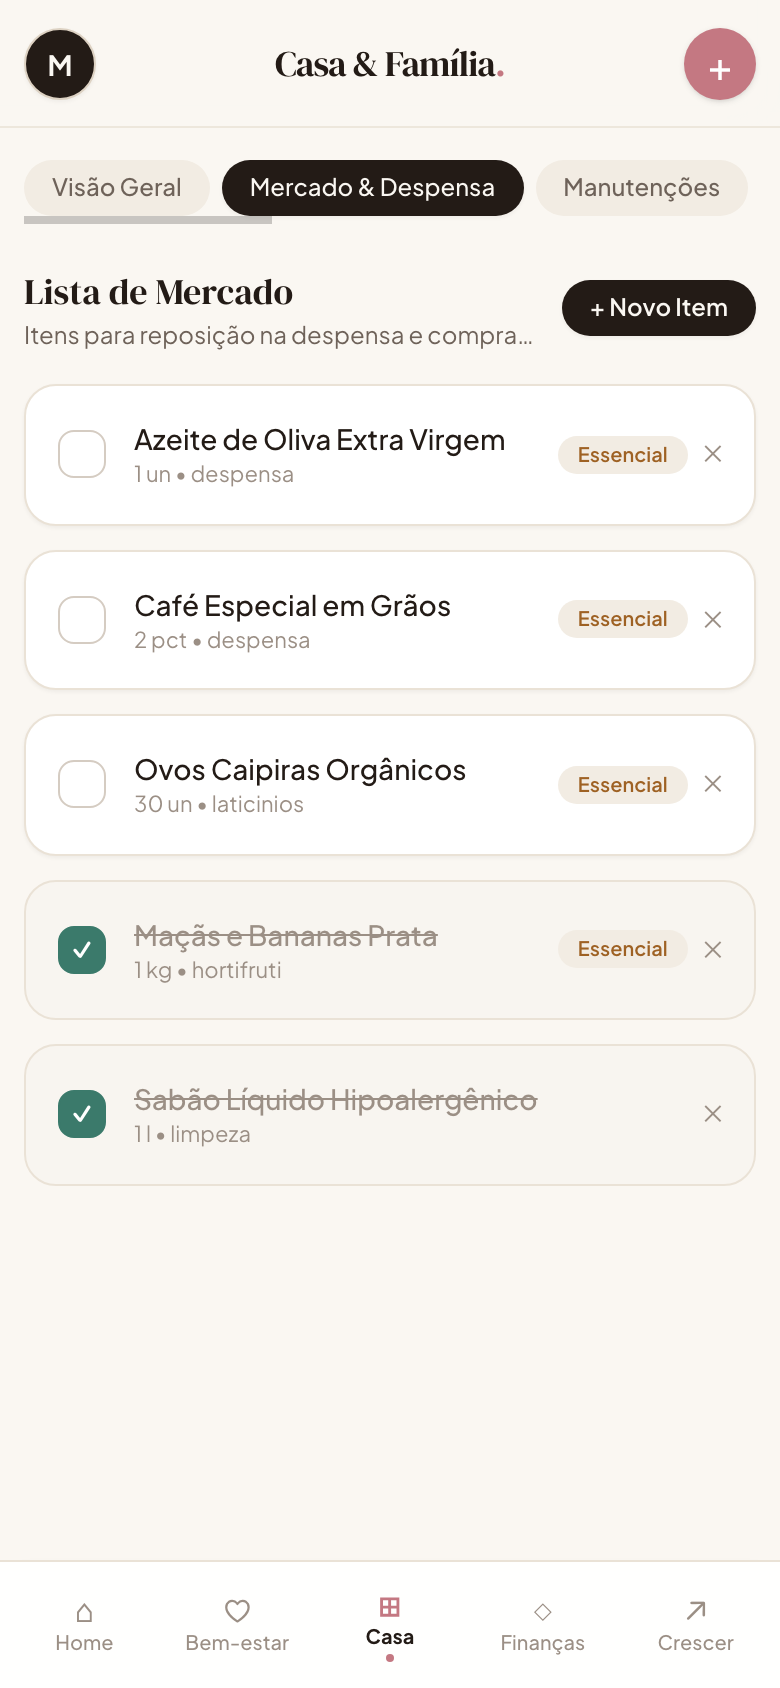 M
Casa & Família.
+
Visão Geral
Mercado & Despensa
Manutenções
Lista de Mercado
Itens para reposição na despensa e compra...
+ Novo Item
Azeite de Oliva Extra Virgem
1 un • despensa
Essencial
Café Especial em Grãos
2 pct • despensa
Essencial
Ovos Caipiras Orgânicos
30 un • laticinios
Essencial
Maçãs e Bananas Prata
1 kg • hortifruti
Essencial
Sabão Líquido Hipoalergênico
1 l • limpeza
Home
Bem-estar
Casa
Finanças
Crescer